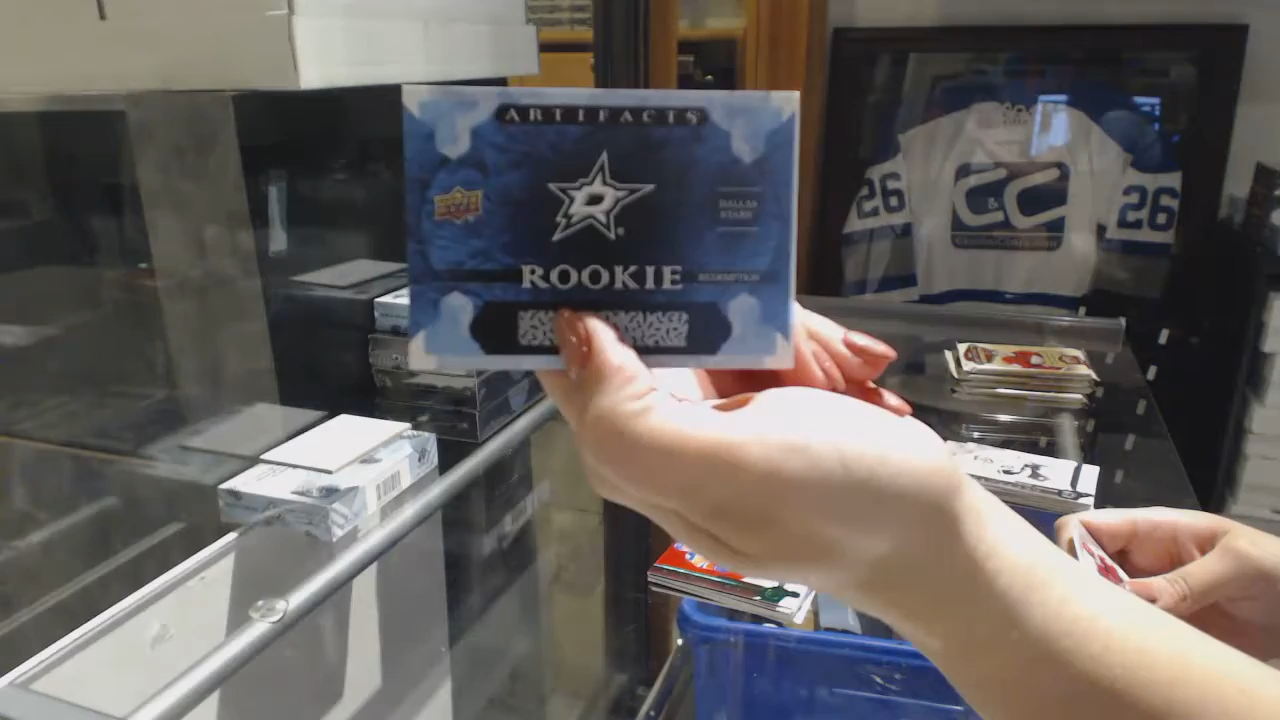 ARTIFACTS
DALLAS
STARS
ROOKIE
REDEMPTION
26
C&C
26